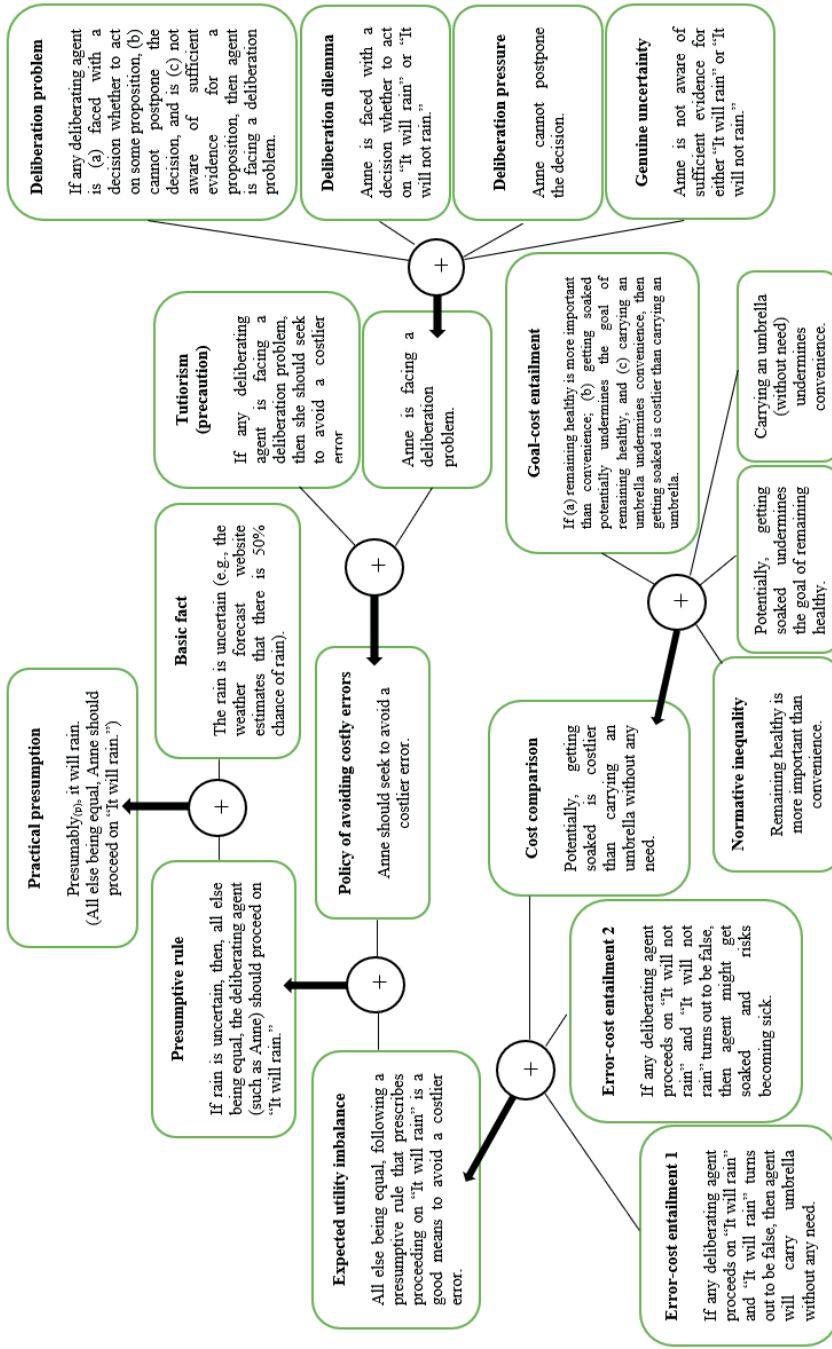 Practical presumption
Presumably₍ₚ₎, it will rain.
(All else being equal, Anne should
proceed on “It will rain.”)
Presumptive rule
If rain is uncertain, then, all else
being equal, the deliberating agent
(such as Anne) should proceed on
“It will rain.”
+
Basic fact
The rain is uncertain (e.g., the
weather forecast website
estimates that there is 50%
chance of rain).
Expected utility imbalance
All else being equal, following a
presumptive rule that prescribes
proceeding on “It will rain” is a
good means to avoid a costlier
error.
+
Policy of avoiding costly errors
Anne should seek to avoid a
costlier error.
+
Tutiorism
(precaution)
If any deliberating
agent is facing a
deliberation problem,
then she should seek
to avoid a costlier
error
Anne is facing a
deliberation
problem.
+
Deliberation problem
If any deliberating agent
is (a) faced with a
decision whether to act
on some proposition, (b)
cannot postpone the
decision, and is (c) not
aware of sufficient
evidence for a
proposition, then agent
is facing a deliberation
problem.
Deliberation dilemma
Anne is faced with a
decision whether to act
on “It will rain” or “It
will not rain.”
Deliberation pressure
Anne cannot postpone
the decision.
Genuine uncertainty
Anne is not aware of
sufficient evidence for
either “It will rain” or “It
will not rain.”
Error-cost entailment 1
If any deliberating agent
proceeds on “It will rain”
and “It will rain” turns
out to be false, then agent
will carry umbrella
without any need.
Error-cost entailment 2
If any deliberating agent
proceeds on “It will not
rain” and “It will not
rain” turns out to be false,
then agent might get
soaked and risks
becoming sick.
+
Cost comparison
Potentially, getting
soaked is costlier
than carrying an
umbrella without any
need.
+
Goal-cost entailment
If (a) remaining healthy is more important
than convenience; (b) getting soaked
potentially undermines the goal of
remaining healthy, and (c) carrying an
umbrella undermines convenience, then
getting soaked is costlier than carrying an
umbrella.
Normative inequality
Remaining healthy is
more important than
convenience.
Potentially, getting
soaked undermines
the goal of remaining
healthy.
Carrying an umbrella
(without need)
undermines
convenience.